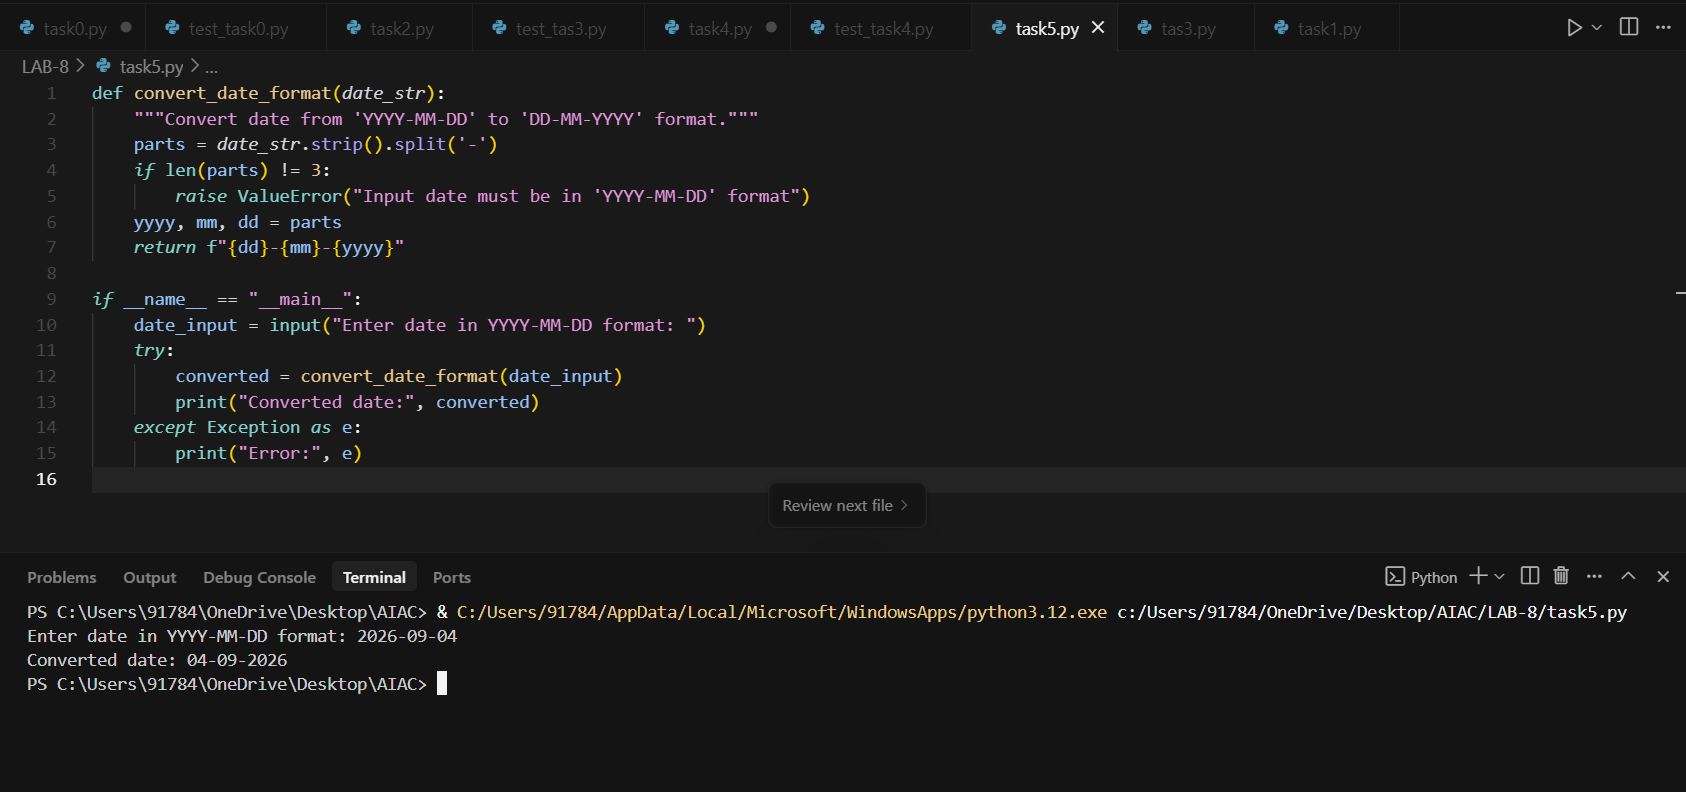 task0.py test_task0.py task2.py test_tas3.py task4.py test_task4.py task5.py tas3.py task1.py
LAB-8 > task5.py > ...
1 def convert_date_format(date_str):
2 """Convert date from 'YYYY-MM-DD' to 'DD-MM-YYYY' format."""
3 parts = date_str.strip().split('-')
4 if len(parts) != 3:
5 raise ValueError("Input date must be in 'YYYY-MM-DD' format")
6 yyyy, mm, dd = parts
7 return f"{dd}-{mm}-{yyyy}"
8
9 if __name__ == "__main__":
10 date_input = input("Enter date in YYYY-MM-DD format: ")
11 try:
12 converted = convert_date_format(date_input)
13 print("Converted date:", converted)
14 except Exception as e:
15 print("Error:", e)
16
Review next file >
Problems Output Debug Console Terminal Ports Python
PS C:\Users\91784\OneDrive\Desktop\AIAC> & C:/Users/91784/AppData/Local/Microsoft/WindowsApps/python3.12.exe c:/Users/91784/OneDrive/Desktop/AIAC/LAB-8/task5.py
Enter date in YYYY-MM-DD format: 2026-09-04
Converted date: 04-09-2026
PS C:\Users\91784\OneDrive\Desktop\AIAC>